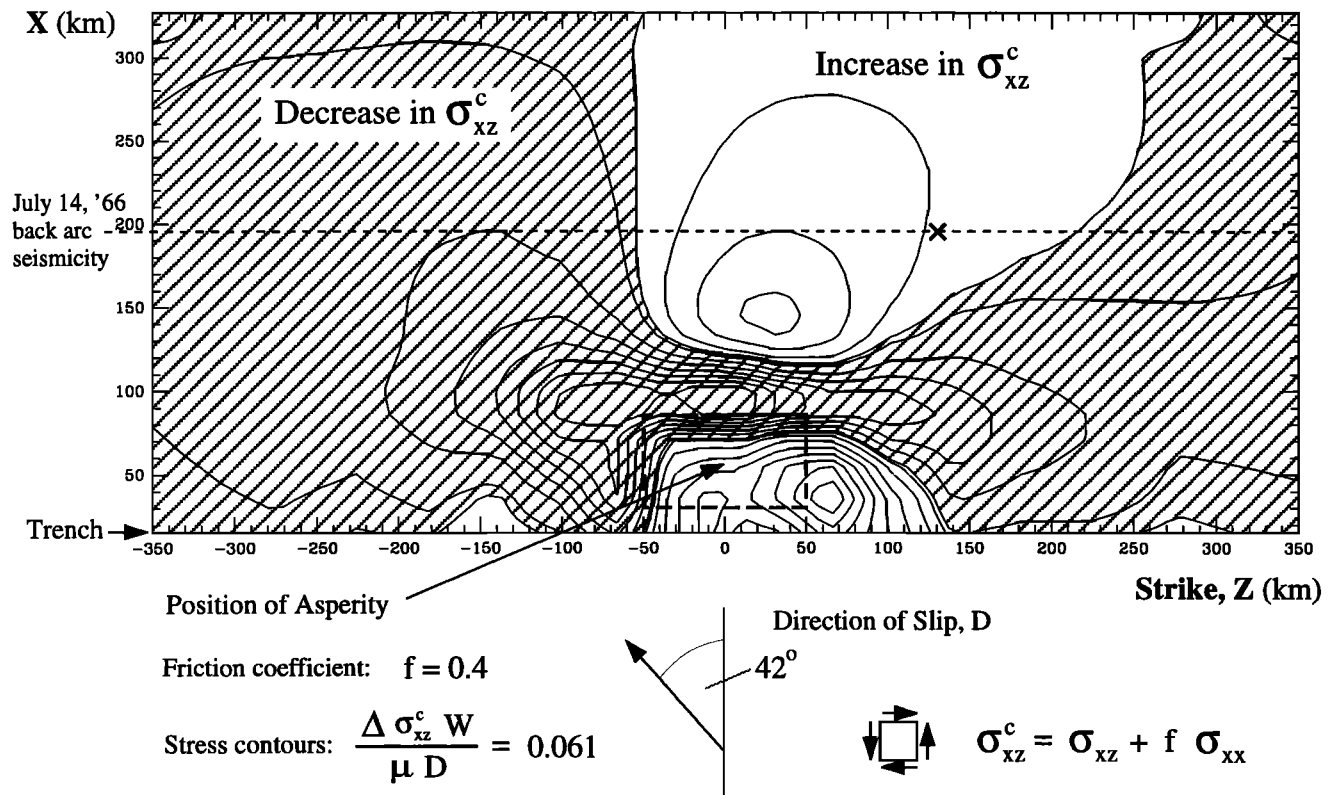 X (km)
300
250
200
150
100
50
Decrease in σ^c_xz
Increase in σ^c_xz
July 14, '66
back arc
seismicity
Trench
-350 -300 -250 -200 -150 -100 -50 0 50 100 150 200 250 300 350
Strike, Z (km)
Position of Asperity
Direction of Slip, D
42°
Friction coefficient: f = 0.4
Stress contours: Δ σ^c_xz W / μ D = 0.061
σ^c_xz = σ_xz + f σ_xx